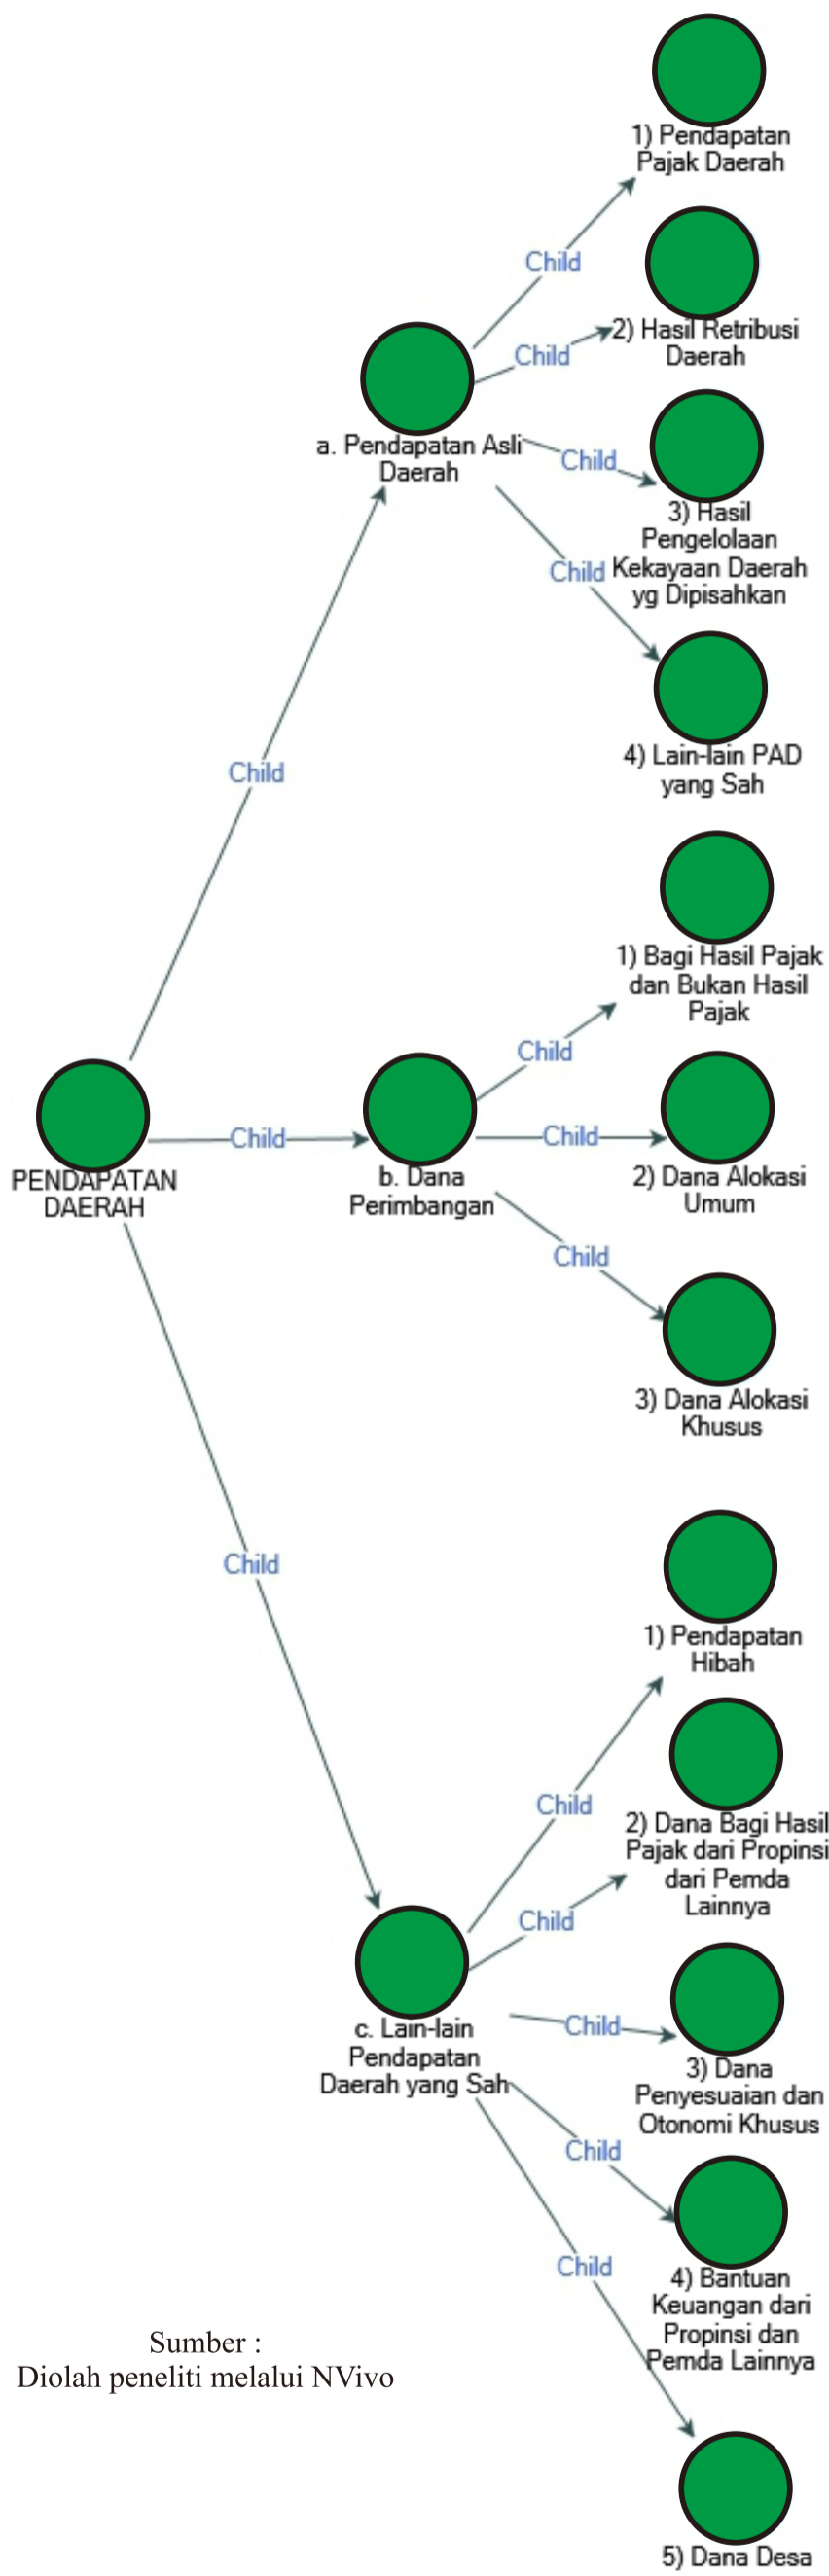 1) Pendapatan
Pajak Daerah
Child
2) Hasil Retribusi
Daerah
Child
a. Pendapatan Asli
Daerah
Child
3) Hasil
Pengelolaan
Kekayaan Daerah
yg Dipisahkan
Child
4) Lain-lain PAD
yang Sah
Child
1) Bagi Hasil Pajak
dan Bukan Hasil
Pajak
Child
PENDAPATAN
DAERAH
Child
b. Dana
Perimbangan
Child
2) Dana Alokasi
Umum
Child
3) Dana Alokasi
Khusus
Child
1) Pendapatan
Hibah
Child
2) Dana Bagi Hasil
Pajak dari Propinsi
dari Pemda
Lainnya
Child
c. Lain-lain
Pendapatan
Daerah yang Sah
Child
3) Dana
Penyesuaian dan
Otonomi Khusus
Child
4) Bantuan
Keuangan dari
Propinsi dan
Pemda Lainnya
Child
5) Dana Desa
Sumber :
Diolah peneliti melalui NVivo